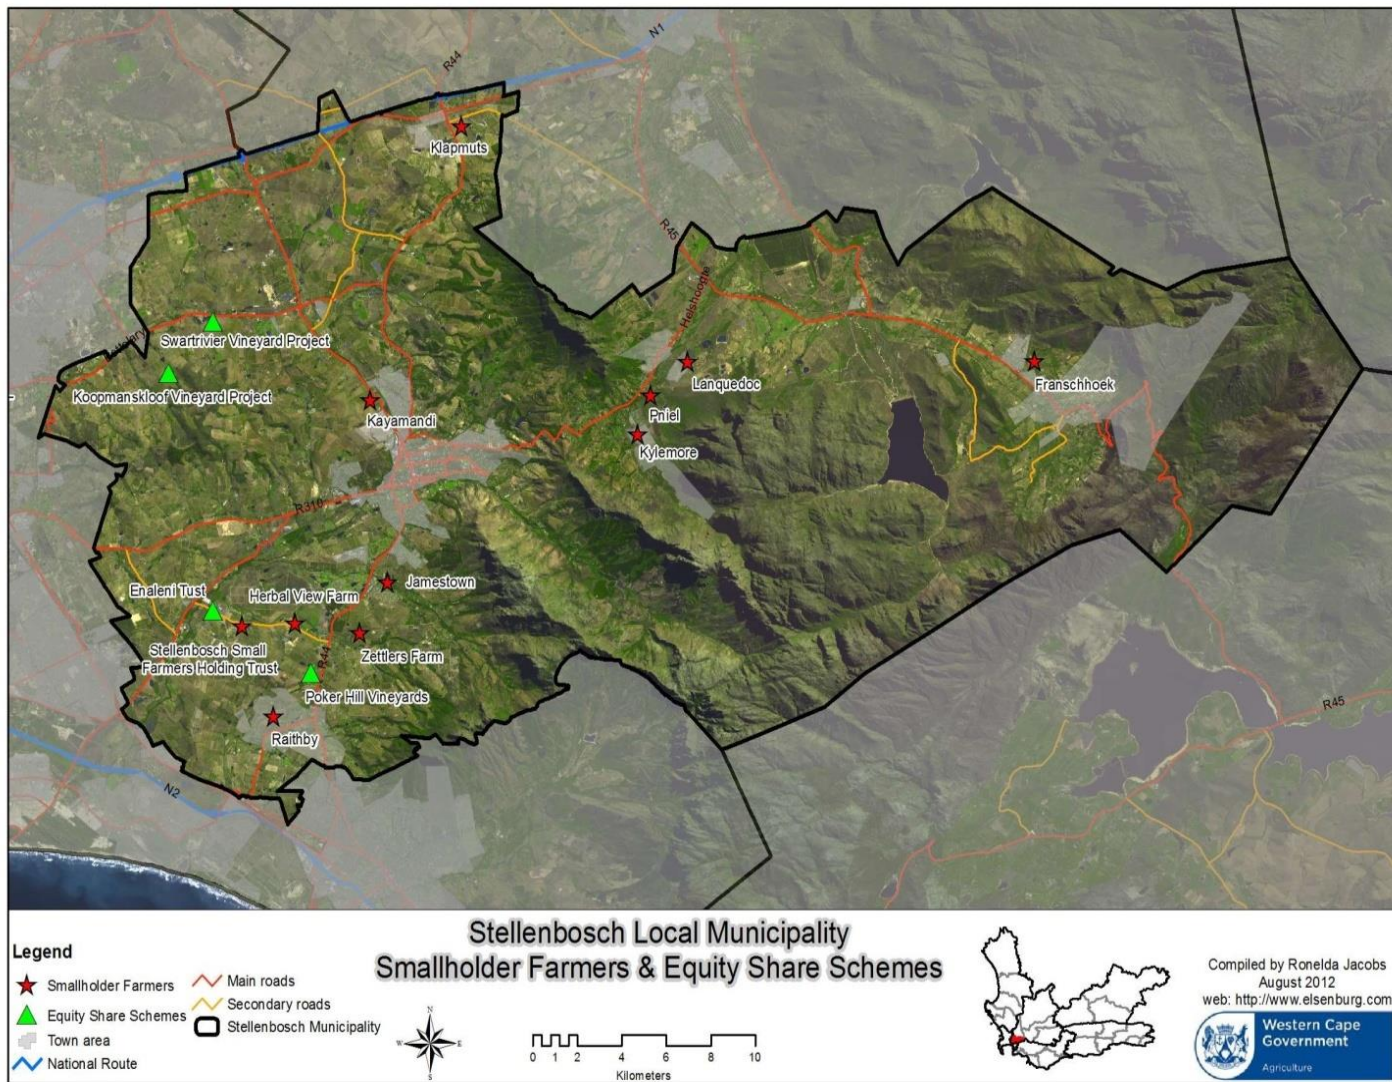 N1
R44
Klapmuts
R45
Helshoogte
Swartrivier Vineyard Project
Koopmanskloof Vineyard Project
Lanquedoc
Franschhoek
Kayamandi
Pniel
Kylemore
R310
Enaleni Trust
Herbal View Farm
Jamestown
Stellenbosch Small
Farmers Holding Trust
R44
Zettlers Farm
Poker Hill Vineyards
Raithby
R45
N2
Stellenbosch Local Municipality
Smallholder Farmers & Equity Share Schemes
Legend
Smallholder Farmers
Equity Share Schemes
Town area
National Route
Main roads
Secondary roads
Stellenbosch Municipality
N
W
E
S
0 1 2 4 6 8 10
Kilometers
Compiled by Ronelda Jacobs
August 2012
web: http://www.elsenburg.com
Western Cape
Government
Agriculture